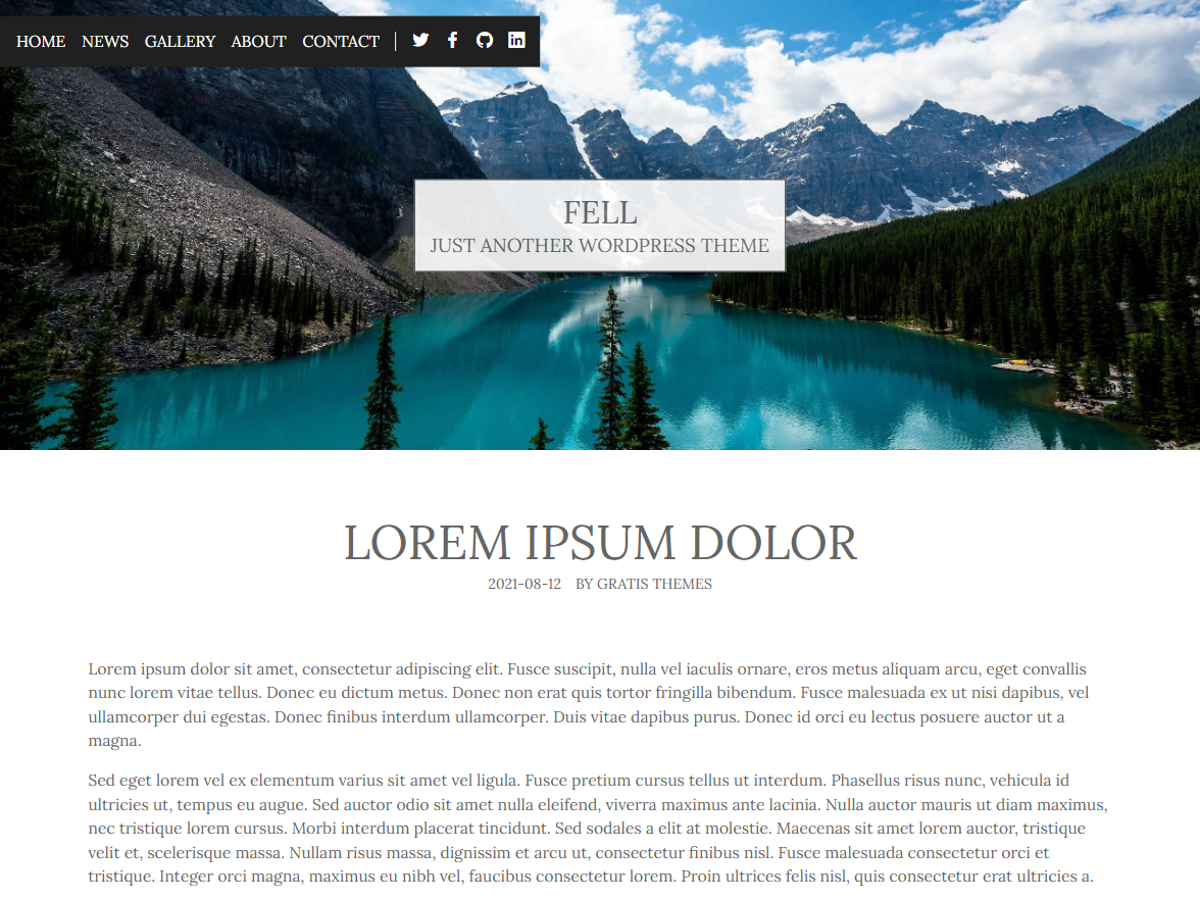 HOME NEWS GALLERY ABOUT CONTACT
FELL
JUST ANOTHER WORDPRESS THEME
LOREM IPSUM DOLOR
2021-08-12 BY GRATIS THEMES
Lorem ipsum dolor sit amet, consectetur adipiscing elit. Fusce suscipit, nulla vel iaculis ornare, eros metus aliquam arcu, eget convallis
nunc lorem vitae tellus. Donec eu dictum metus. Donec non erat quis tortor fringilla bibendum. Fusce malesuada ex ut nisi dapibus, vel
ullamcorper dui egestas. Donec finibus interdum ullamcorper. Duis vitae dapibus purus. Donec id orci eu lectus posuere auctor ut a
magna.
Sed eget lorem vel ex elementum varius sit amet vel ligula. Fusce pretium cursus tellus ut interdum. Phasellus risus nunc, vehicula id
ultricies ut, tempus eu augue. Sed auctor odio sit amet nulla eleifend, viverra maximus ante lacinia. Nulla auctor mauris ut diam maximus,
nec tristique lorem cursus. Morbi interdum placerat tincidunt. Sed sodales a elit at molestie. Maecenas sit amet lorem auctor, tristique
velit et, scelerisque massa. Nullam risus massa, dignissim et arcu ut, consectetur finibus nisl. Fusce malesuada consectetur orci et
tristique. Integer orci magna, maximus eu nibh vel, faucibus consectetur lorem. Proin ultrices felis nisl, quis consectetur erat ultricies a.